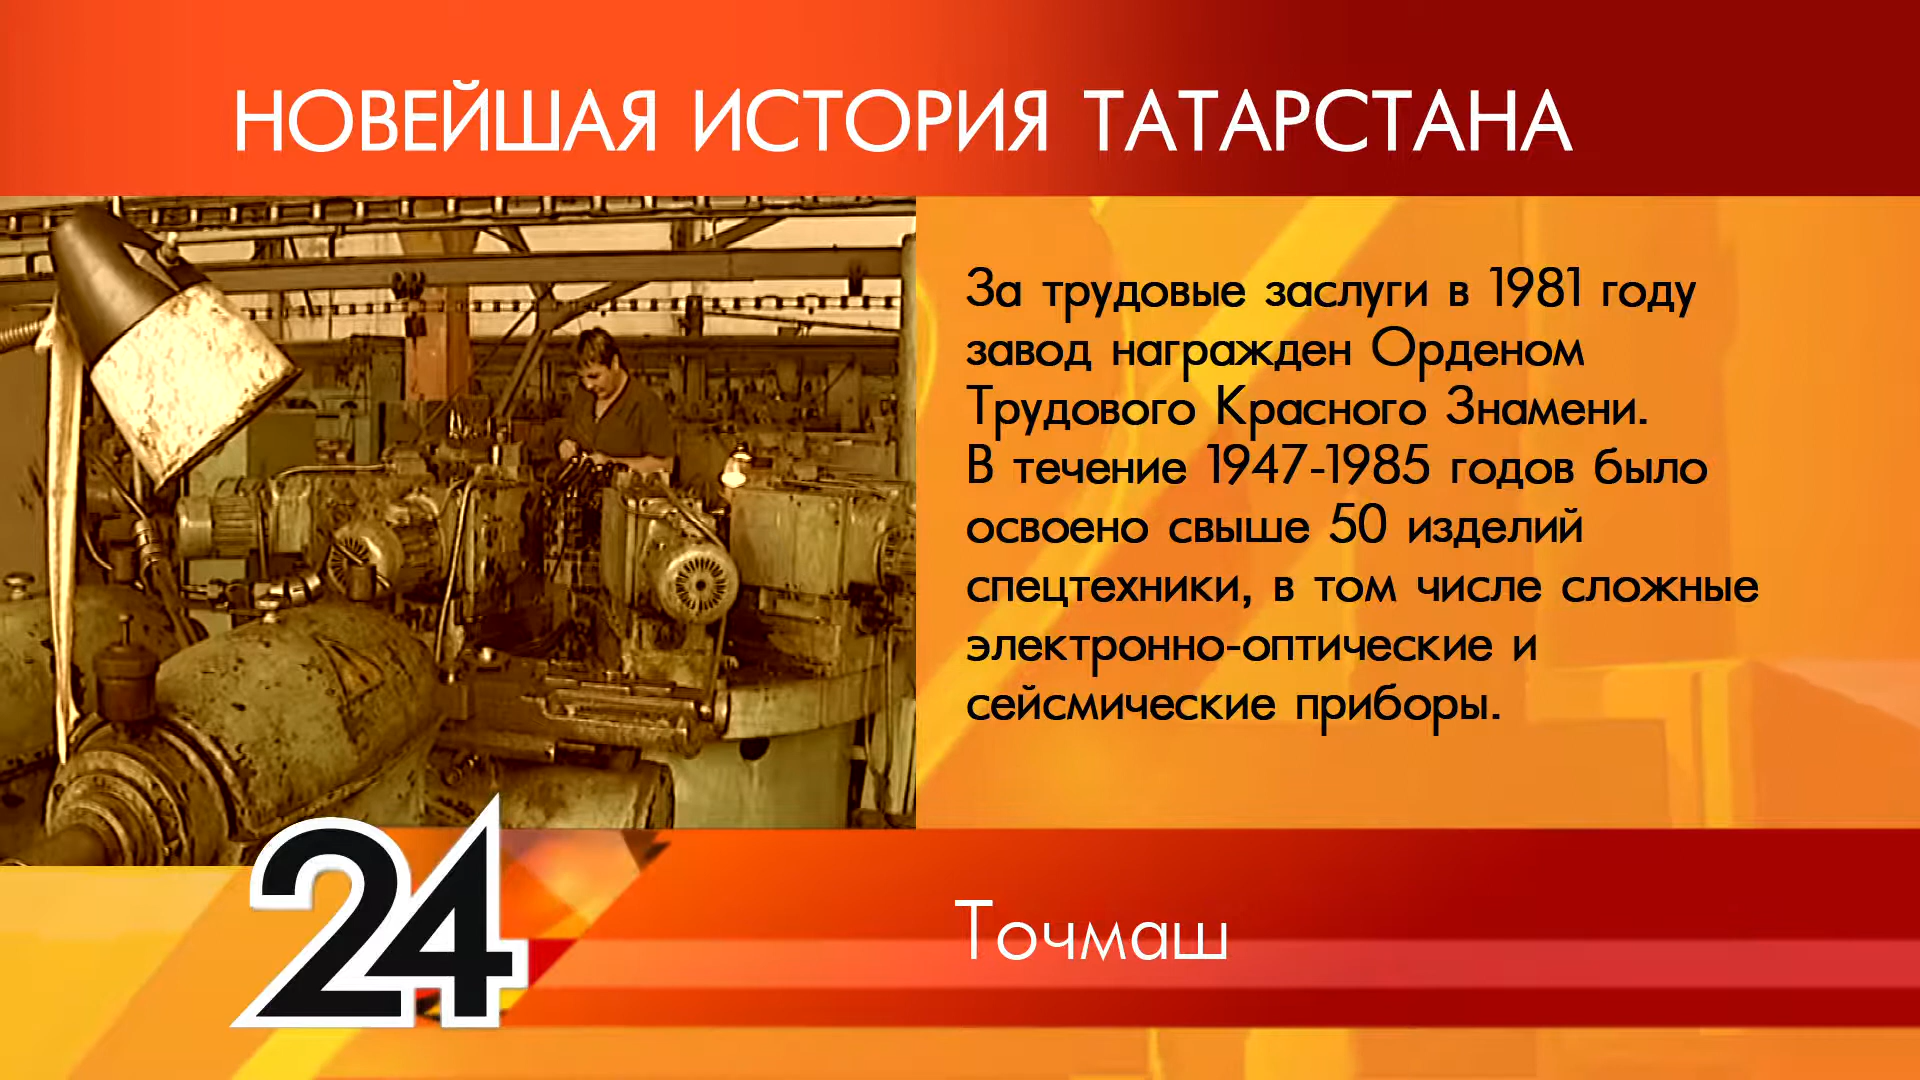 НОВЕЙШАЯ ИСТОРИЯ ТАТАРСТАНА
За трудовые заслуги в 1981 году
завод награжден Орденом
Трудового Красного Знамени.
В течение 1947-1985 годов было
освоено свыше 50 изделий
спецтехники, в том числе сложные
электронно-оптические и
сейсмические приборы.
24
Точмаш